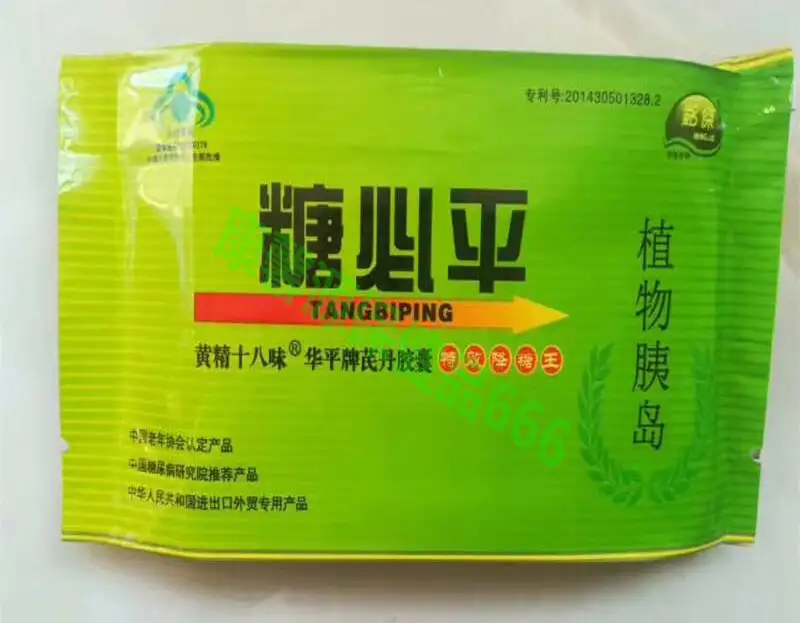 专利号:201430501328.2
糖必平
TANGBIPING
黄精十八味® 华平牌芪丹胶囊 特效降糖王
植物胰岛
中国老年协会认定产品
中国糖尿病研究院推荐产品
中华人民共和国进出口外贸专用产品